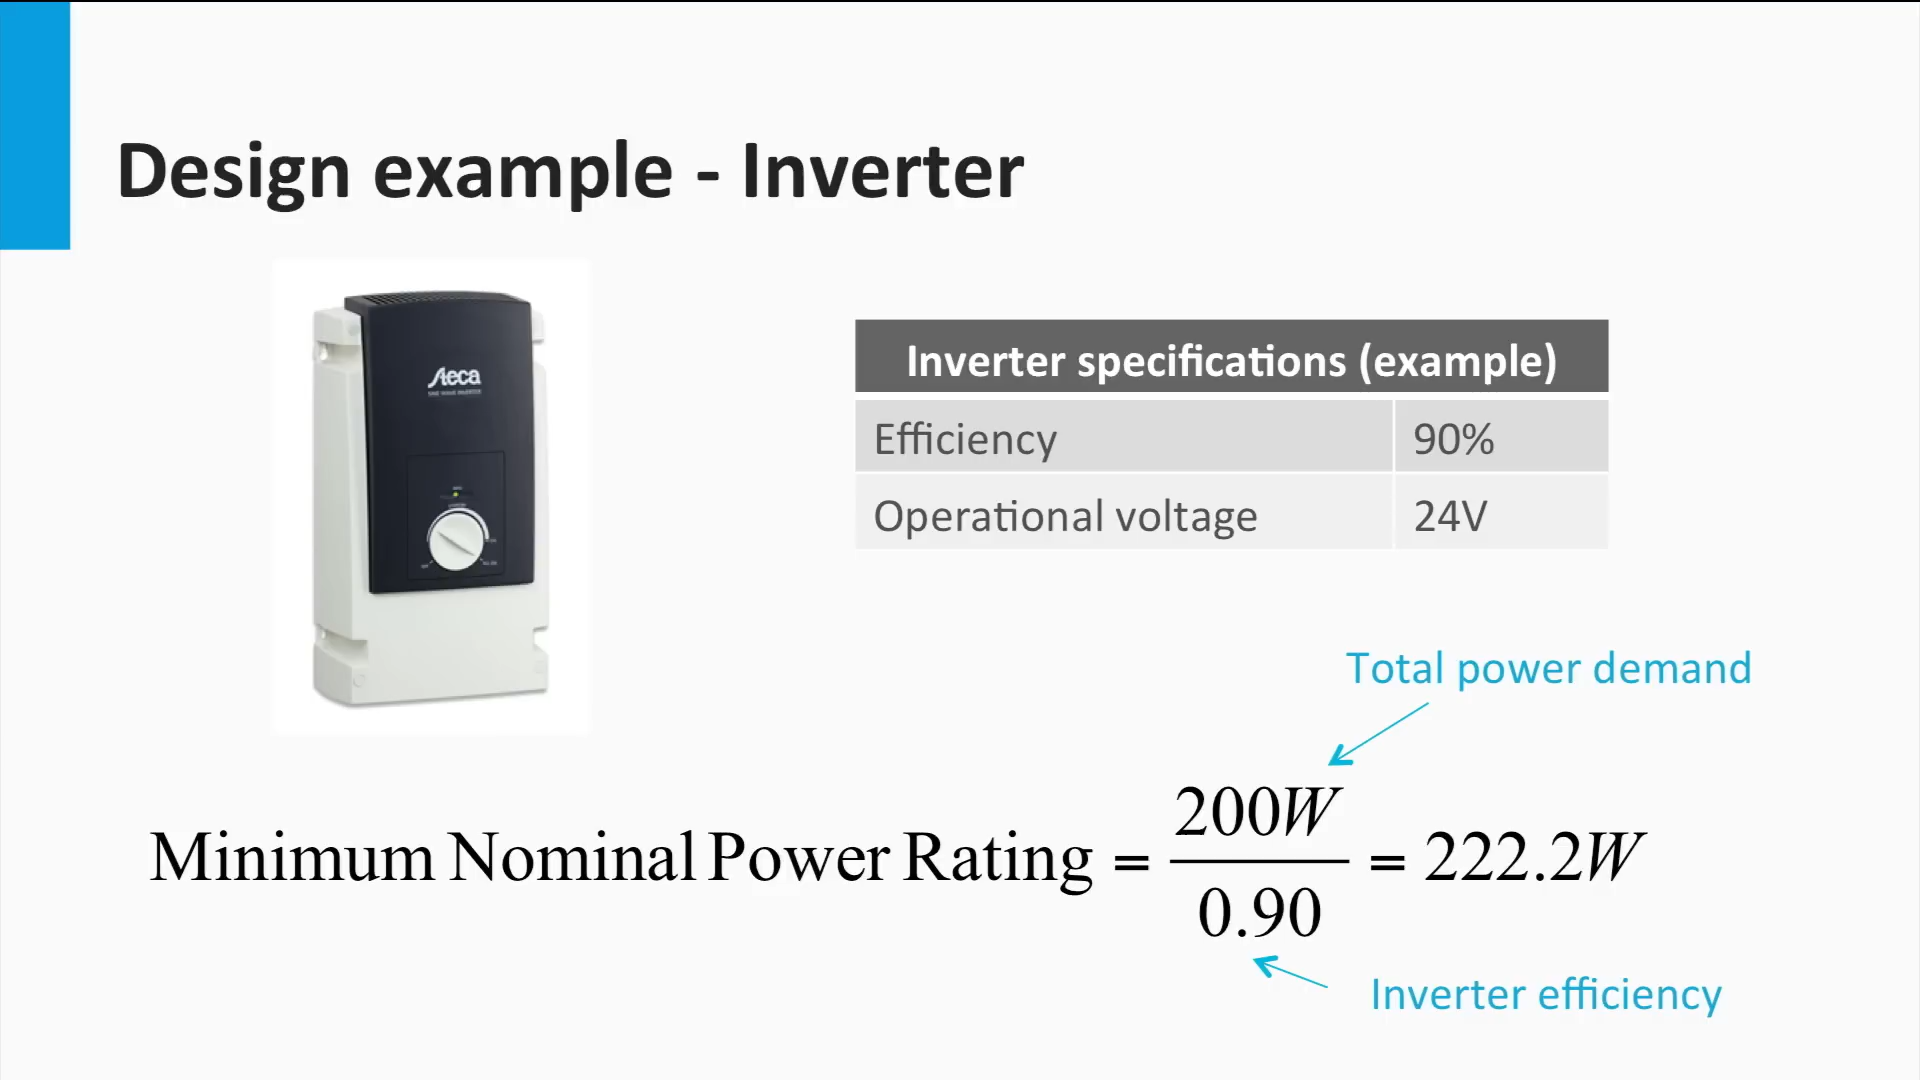 Design example - Inverter
Steca
Inverter specifications (example)
Efficiency 90%
Operational voltage 24V
Total power demand
Minimum Nominal Power Rating = 200W / 0.90 = 222.2W
Inverter efficiency